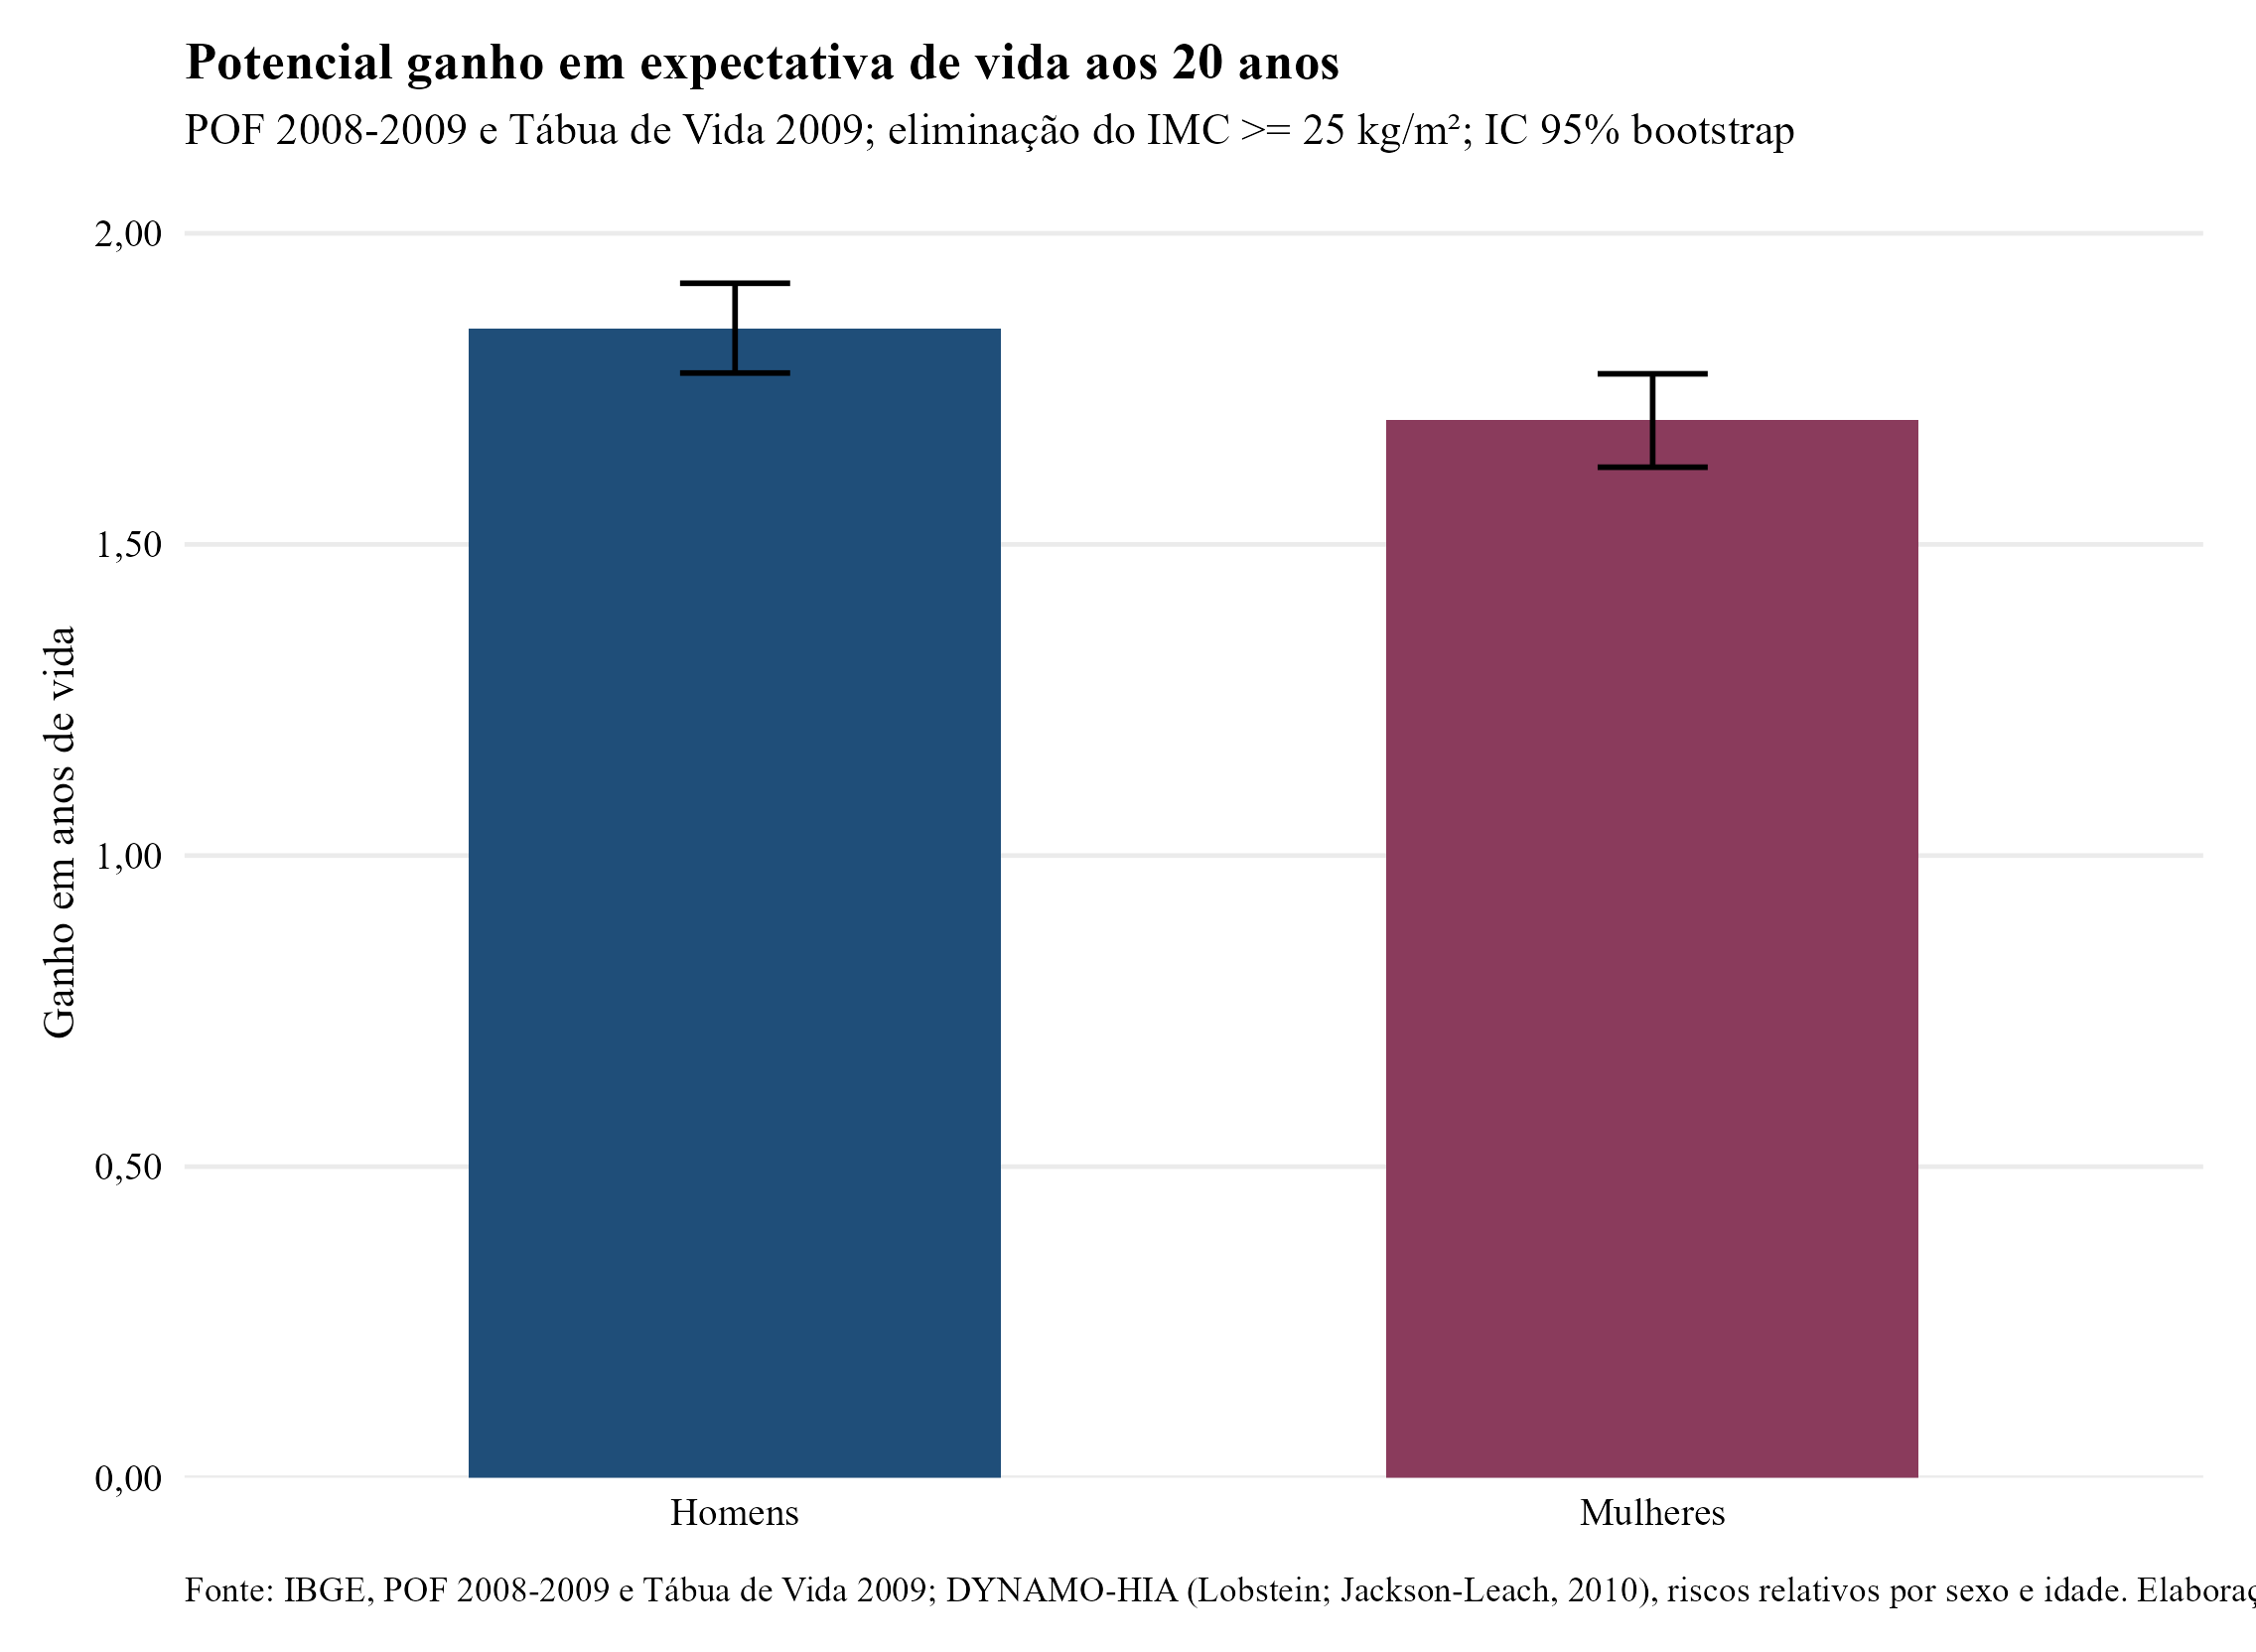 Potencial ganho em expectativa de vida aos 20 anos
POF 2008-2009 e Tábua de Vida 2009; eliminação do IMC >= 25 kg/m²; IC 95% bootstrap
2,00
1,50
1,00
0,50
0,00
Ganho em anos de vida
Homens
Mulheres
Fonte: IBGE, POF 2008-2009 e Tábua de Vida 2009; DYNAMO-HIA (Lobstein; Jackson-Leach, 2010), riscos relativos por sexo e idade.